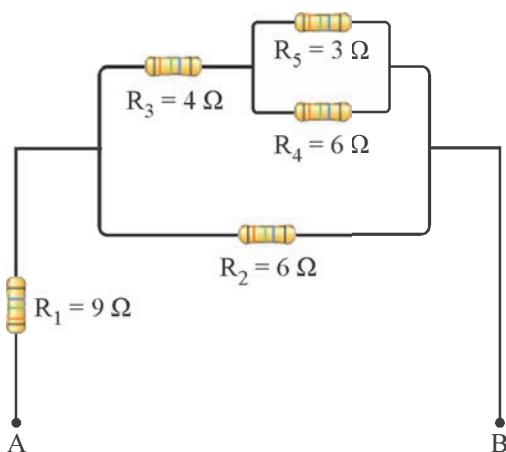 R₅ = 3 Ω
R₃ = 4 Ω
R₄ = 6 Ω
R₂ = 6 Ω
R₁ = 9 Ω
A B